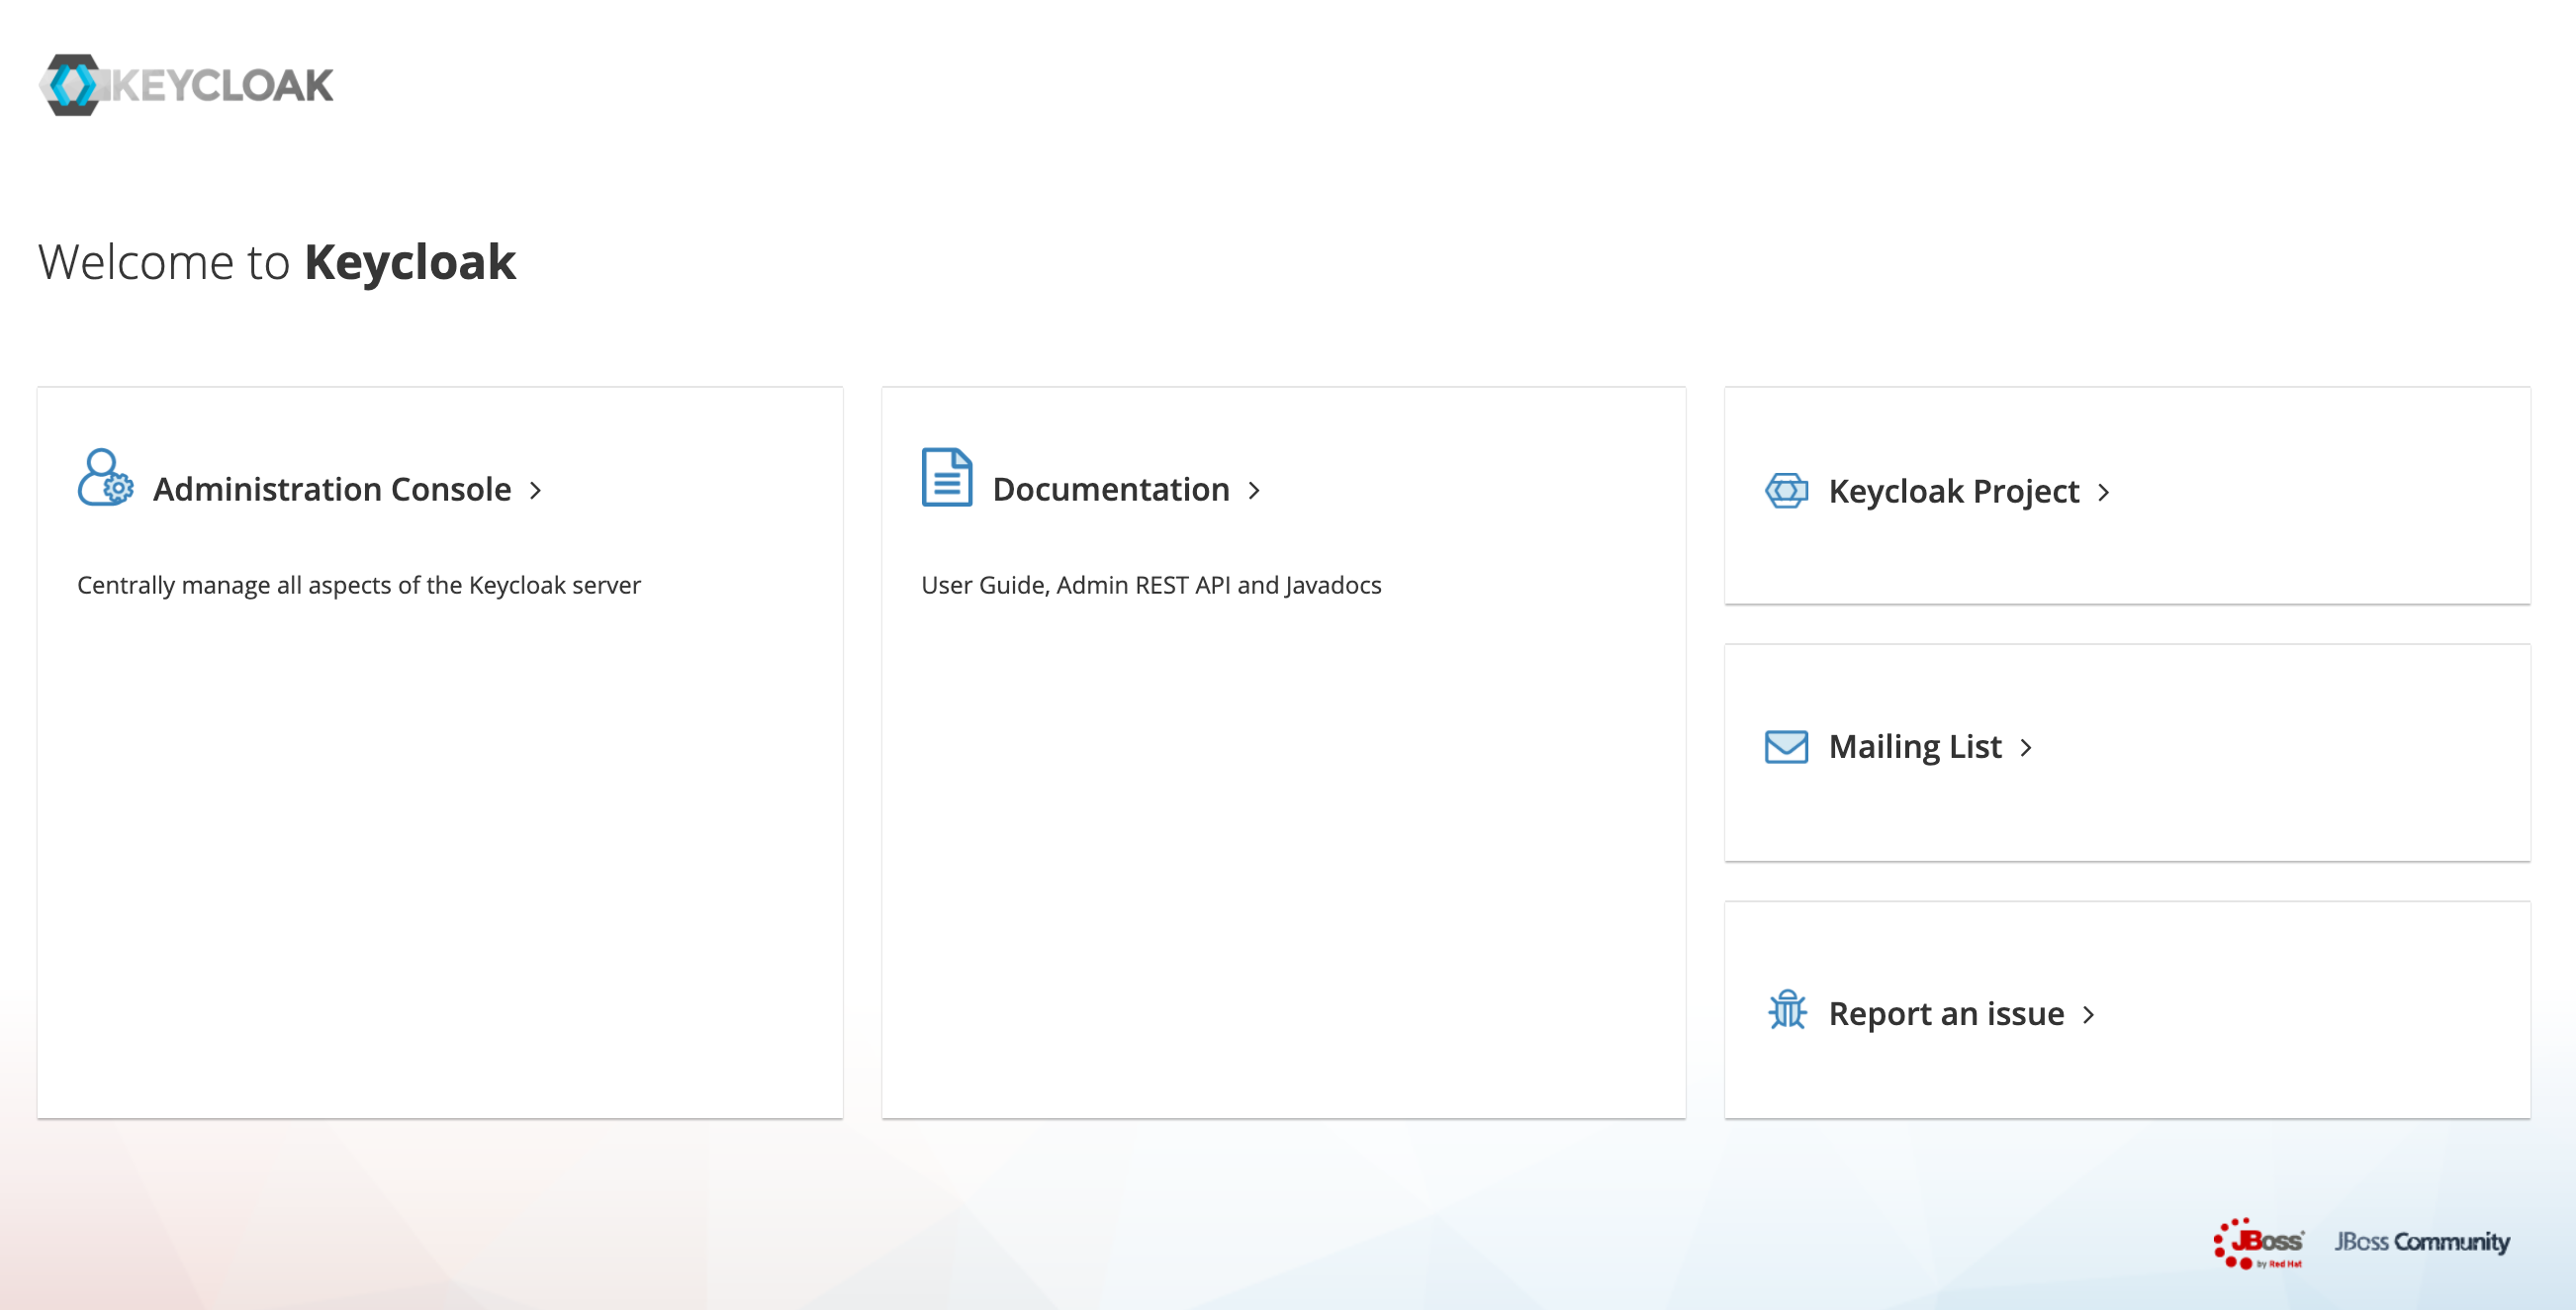 KEYCLOAK
Welcome to Keycloak
Administration Console
Centrally manage all aspects of the Keycloak server
Documentation
User Guide, Admin REST API and Javadocs
Keycloak Project
Mailing List
Report an issue
JBoss
by Red Hat
JBoss Community